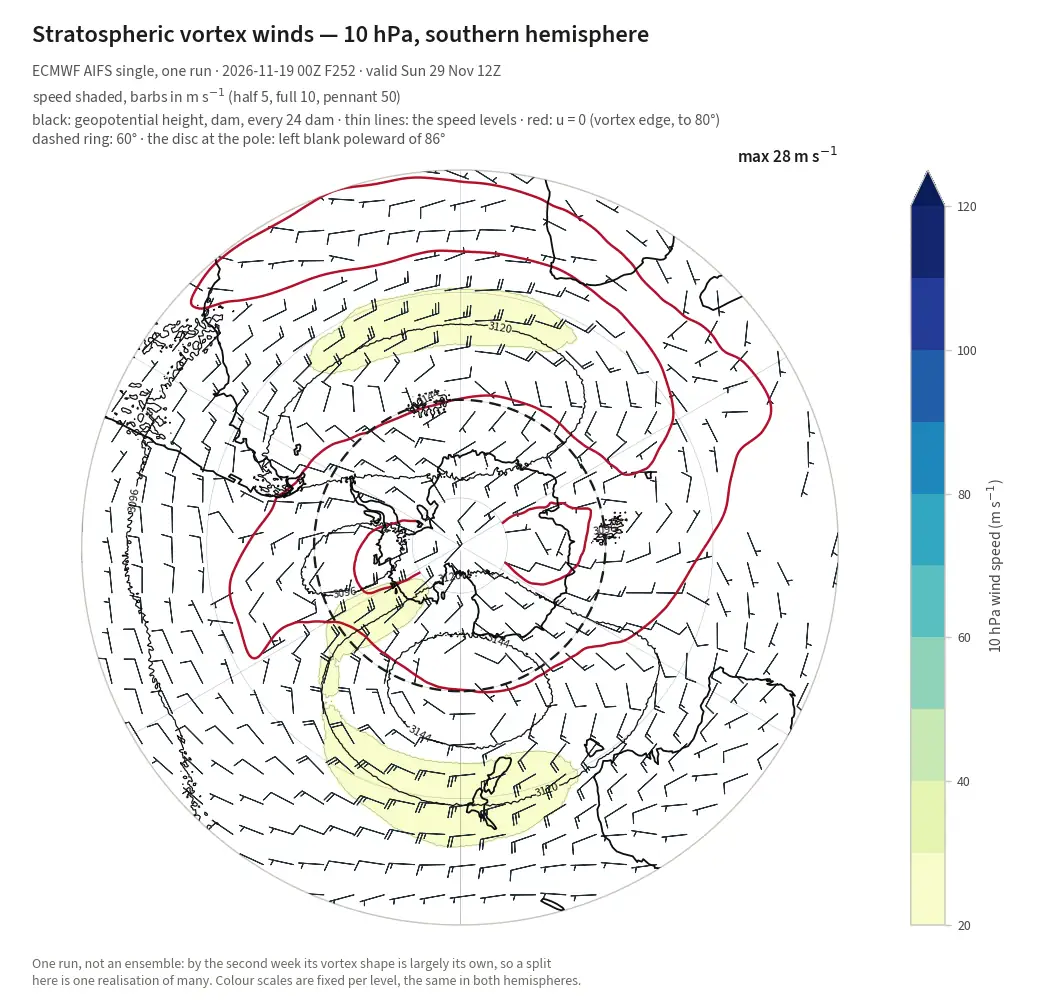 Stratospheric vortex winds — 10 hPa, southern hemisphere
ECMWF AIFS single, one run · 2026-11-19 00Z F252 · valid Sun 29 Nov 12Z
speed shaded, barbs in m s⁻¹ (half 5, full 10, pennant 50)
black: geopotential height, dam, every 24 dam · thin lines: the speed levels · red: u = 0 (vortex edge, to 80°)
dashed ring: 60° · the disc at the pole: left blank poleward of 86°
max 28 m s⁻¹
120
100
80
60
40
20
10 hPa wind speed (m s⁻¹)
3120
3096
3096
3120
3144
3144
3120
One run, not an ensemble: by the second week its vortex shape is largely its own, so a split
here is one realisation of many. Colour scales are fixed per level, the same in both hemispheres.